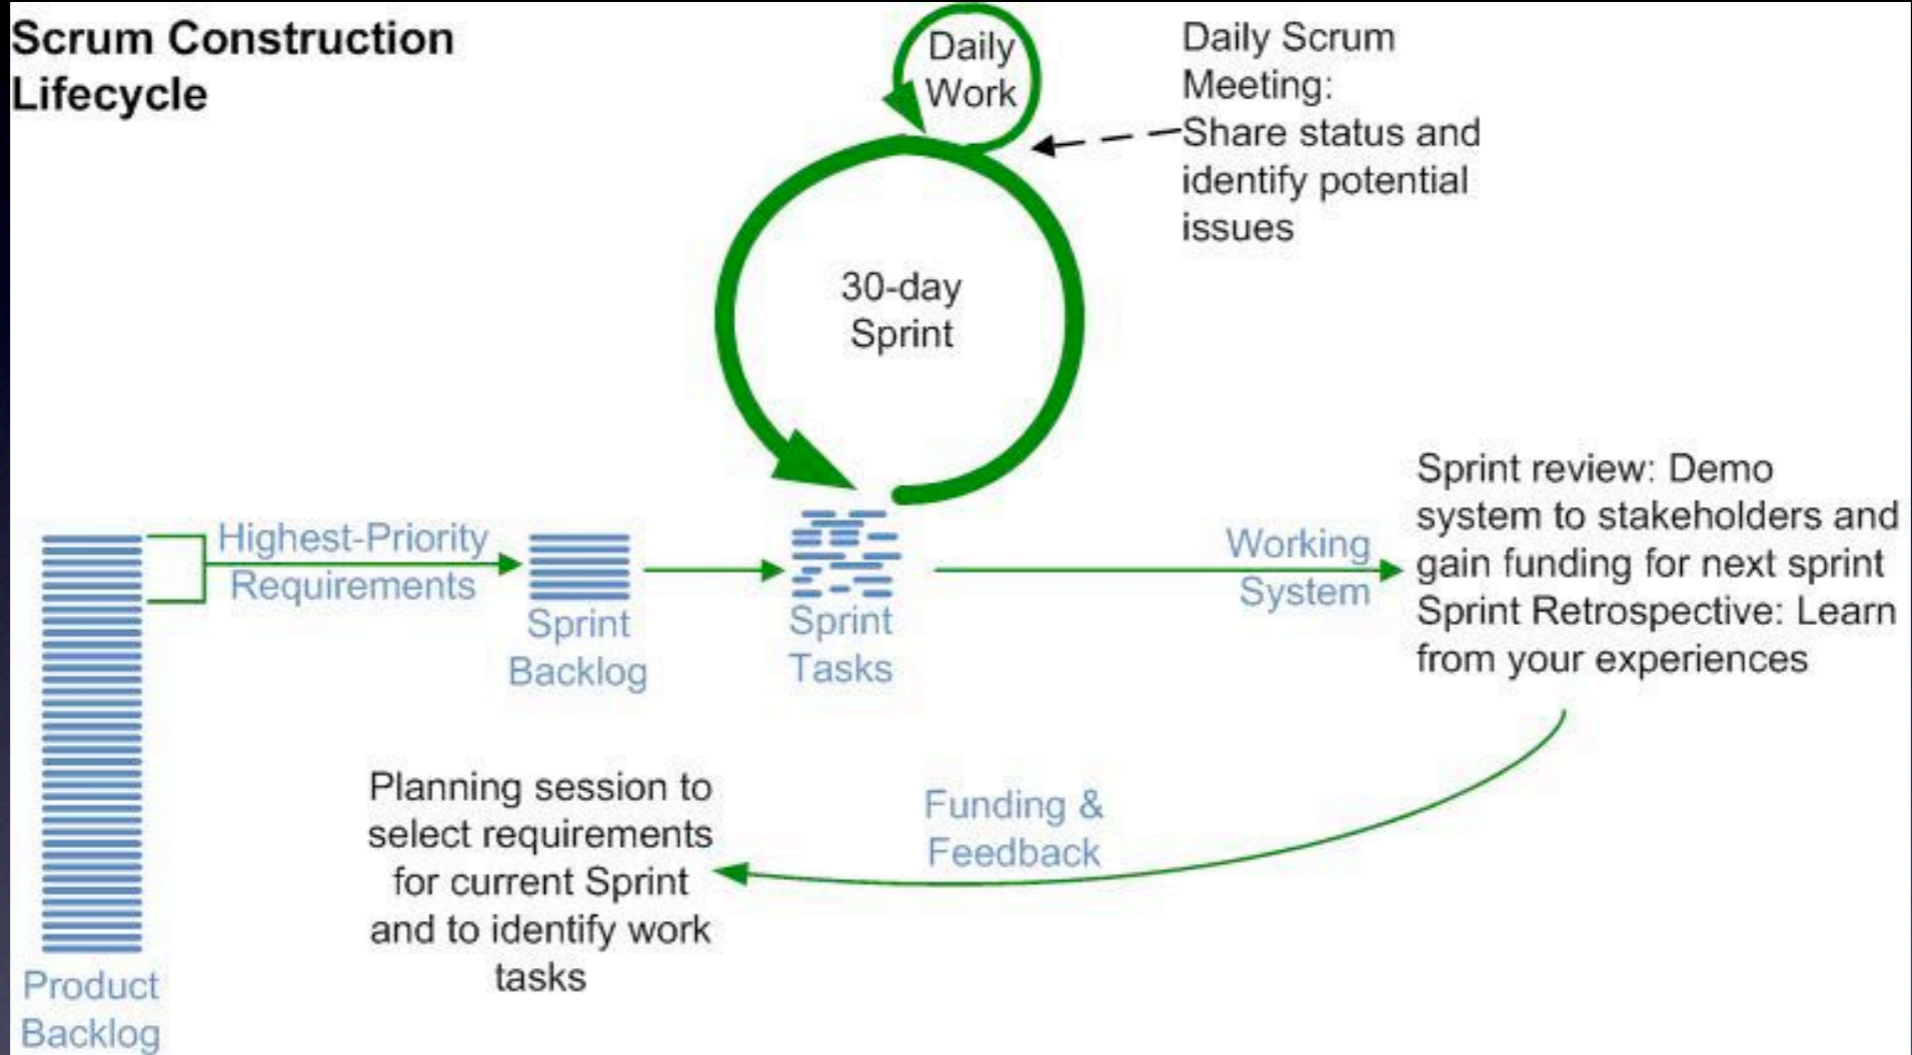 Scrum Construction
Lifecycle
Daily
Work
Daily Scrum
Meeting:
Share status and
identify potential
issues
30-day
Sprint
Highest-Priority
Requirements
Sprint
Backlog
Sprint
Tasks
Working
System
Sprint review: Demo
system to stakeholders and
gain funding for next sprint
Sprint Retrospective: Learn
from your experiences
Planning session to
select requirements
for current Sprint
and to identify work
tasks
Funding &
Feedback
Product
Backlog